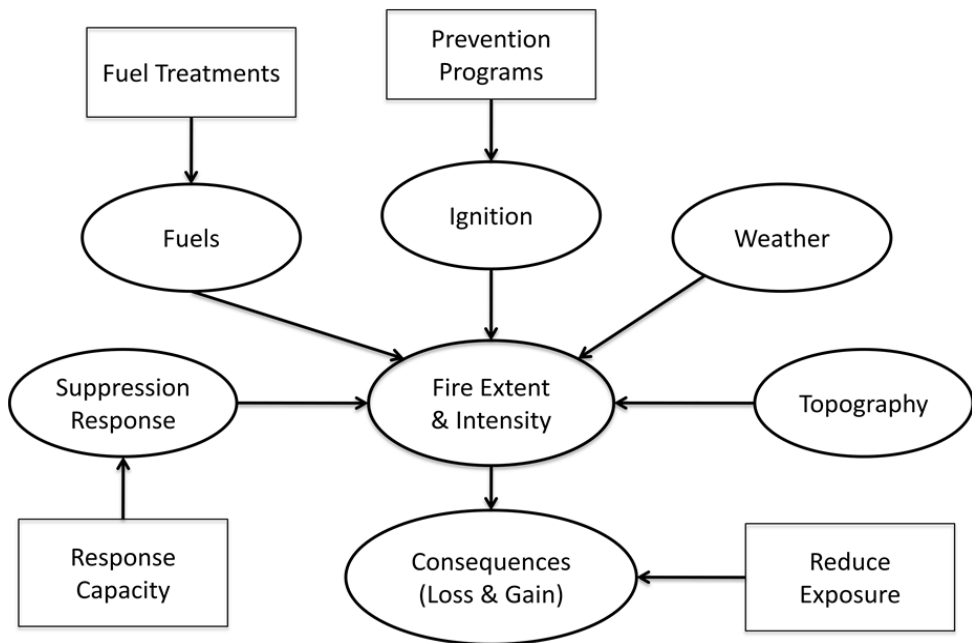 Fuel Treatments
Prevention
Programs
Fuels
Ignition
Weather
Suppression
Response
Fire Extent
& Intensity
Topography
Response
Capacity
Consequences
(Loss & Gain)
Reduce
Exposure